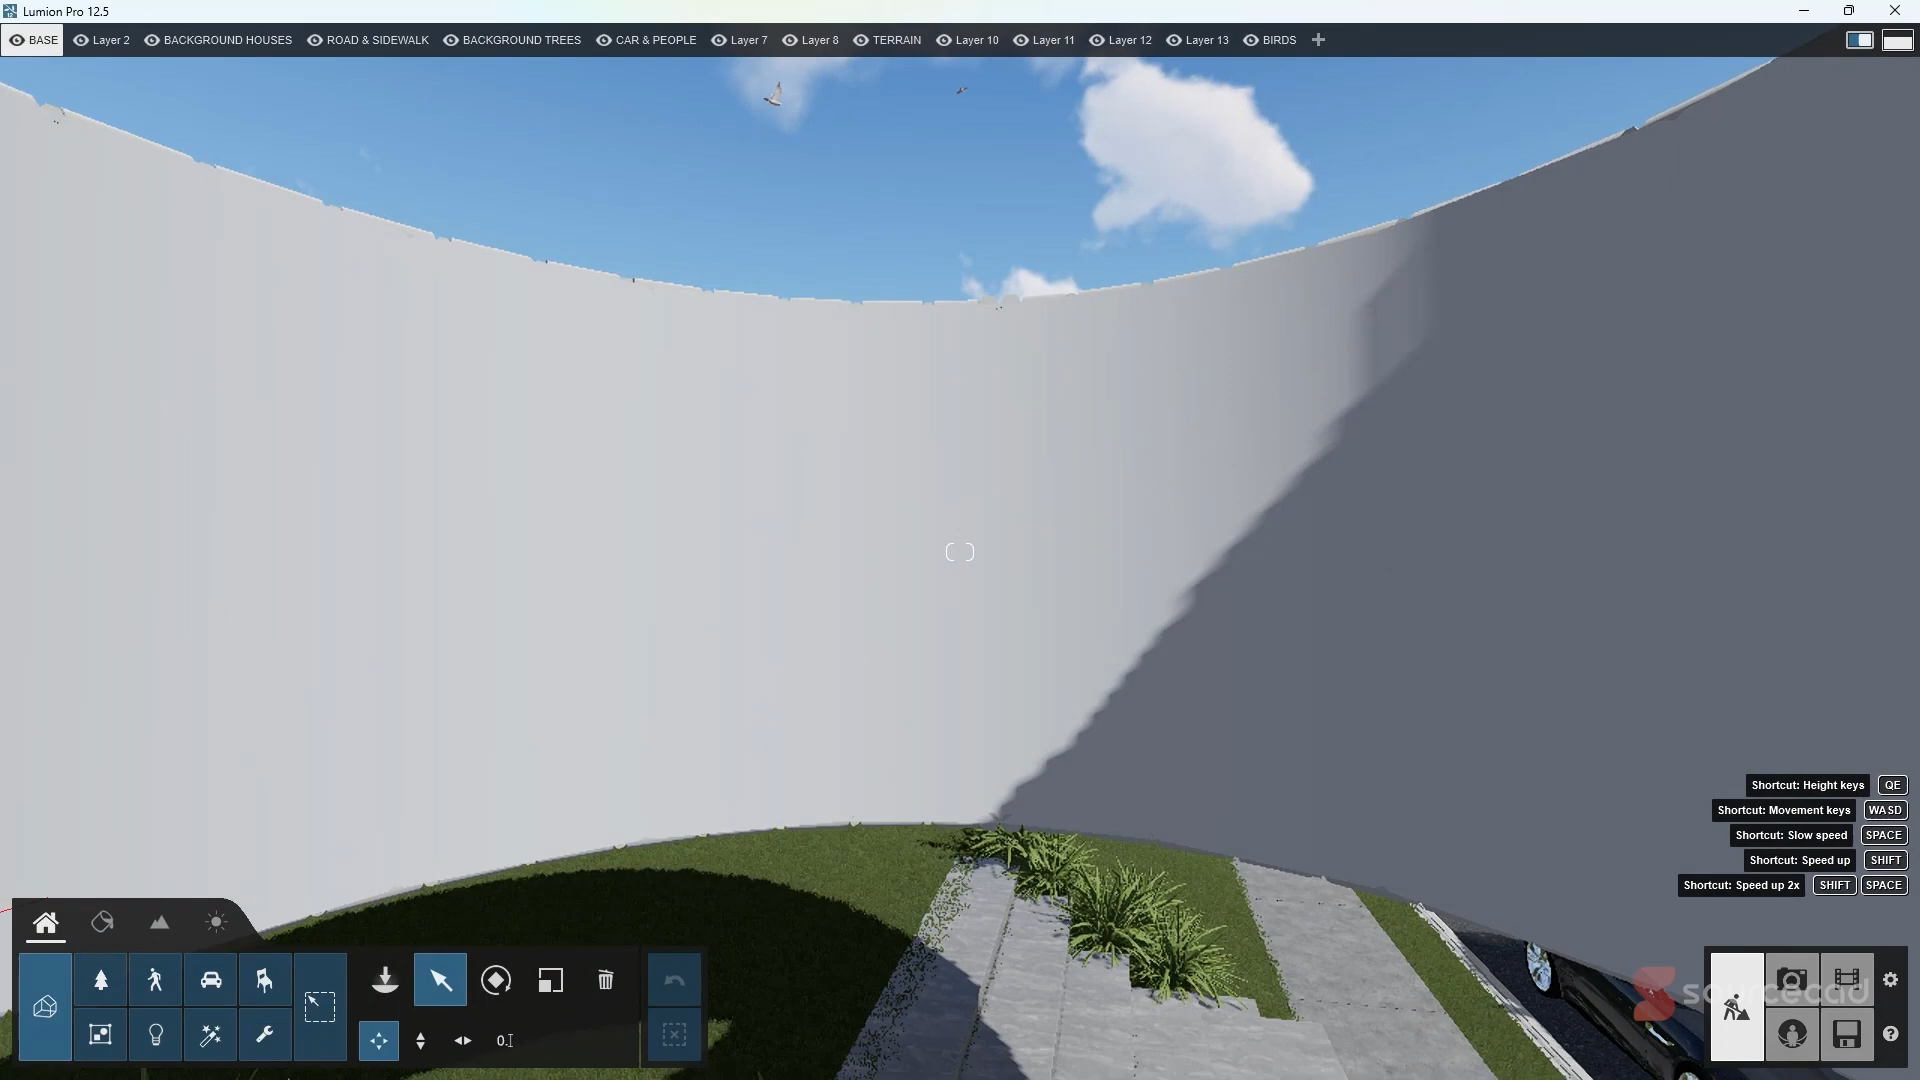 Lumion Pro 12.5
BASE Layer 2 BACKGROUND HOUSES ROAD & SIDEWALK BACKGROUND TREES CAR & PEOPLE Layer 7 Layer 8 TERRAIN Layer 10 Layer 11 Layer 12 Layer 13 BIRDS
Shortcut: Height keys QE
Shortcut: Movement keys WASD
Shortcut: Slow speed SPACE
Shortcut: Speed up SHIFT
Shortcut: Speed up 2x SHIFT SPACE
sourcecad
0.